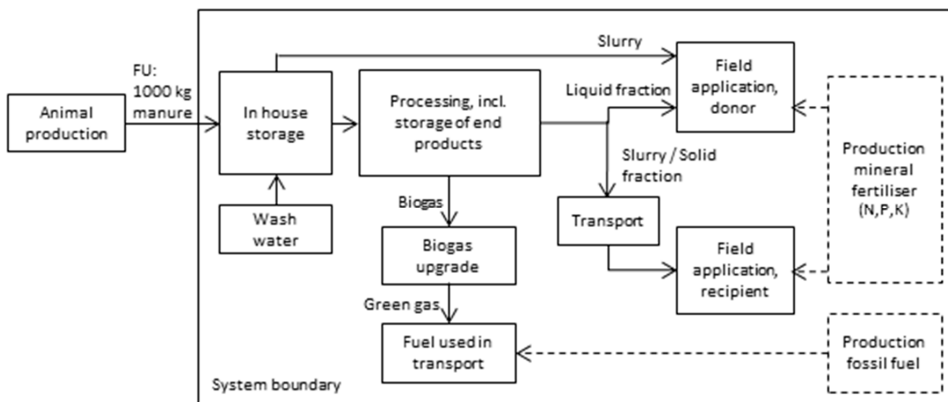 Animal
production
FU:
1000 kg
manure
In house
storage
Wash
water
Slurry
Processing, incl.
storage of end
products
Liquid fraction
Slurry / Solid
fraction
Transport
Field
application,
donor
Field
application,
recipient
Production
mineral
fertiliser
(N,P,K)
Biogas
Biogas
upgrade
Green gas
Fuel used in
transport
Production
fossil fuel
System boundary